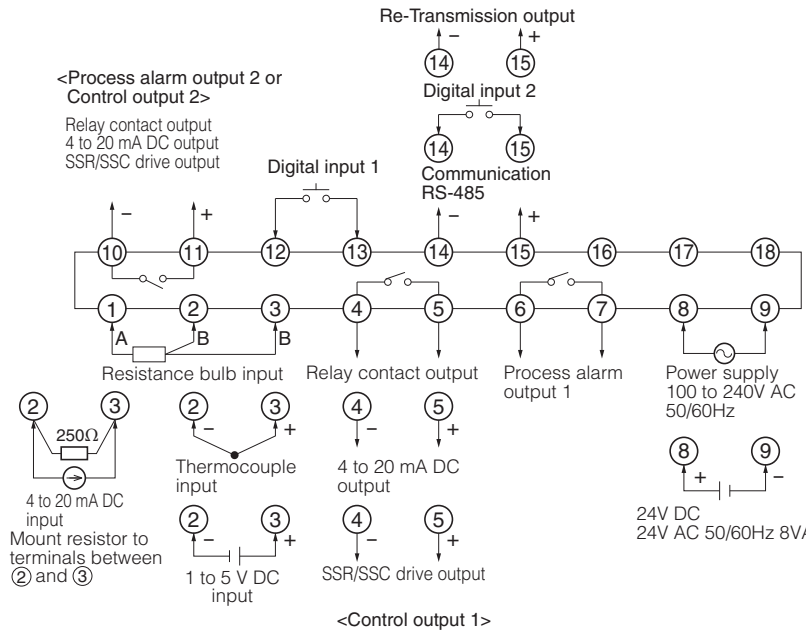 Re-Transmission output
− +
14 15
<Process alarm output 2 or
Control output 2>
Digital input 2
Relay contact output
4 to 20 mA DC output
SSR/SSC drive output
14 15
Digital input 1
Communication
RS-485
− + − +
10 11 12 13 14 15 16 17 18
1 2 3 4 5 6 7 8 9
A B B
Resistance bulb input
Relay contact output
Process alarm
output 1
Power supply
100 to 240V AC
50/60Hz
2 3
250Ω
4 to 20 mA DC
input
Mount resistor to
terminals between
2 and 3
2 3
− +
Thermocouple
input
4 5
− +
4 to 20 mA DC
output
8 9
+ −
24V DC
24V AC 50/60Hz 8VA
2 3
− +
1 to 5 V DC
input
4 5
− +
SSR/SSC drive output
<Control output 1>